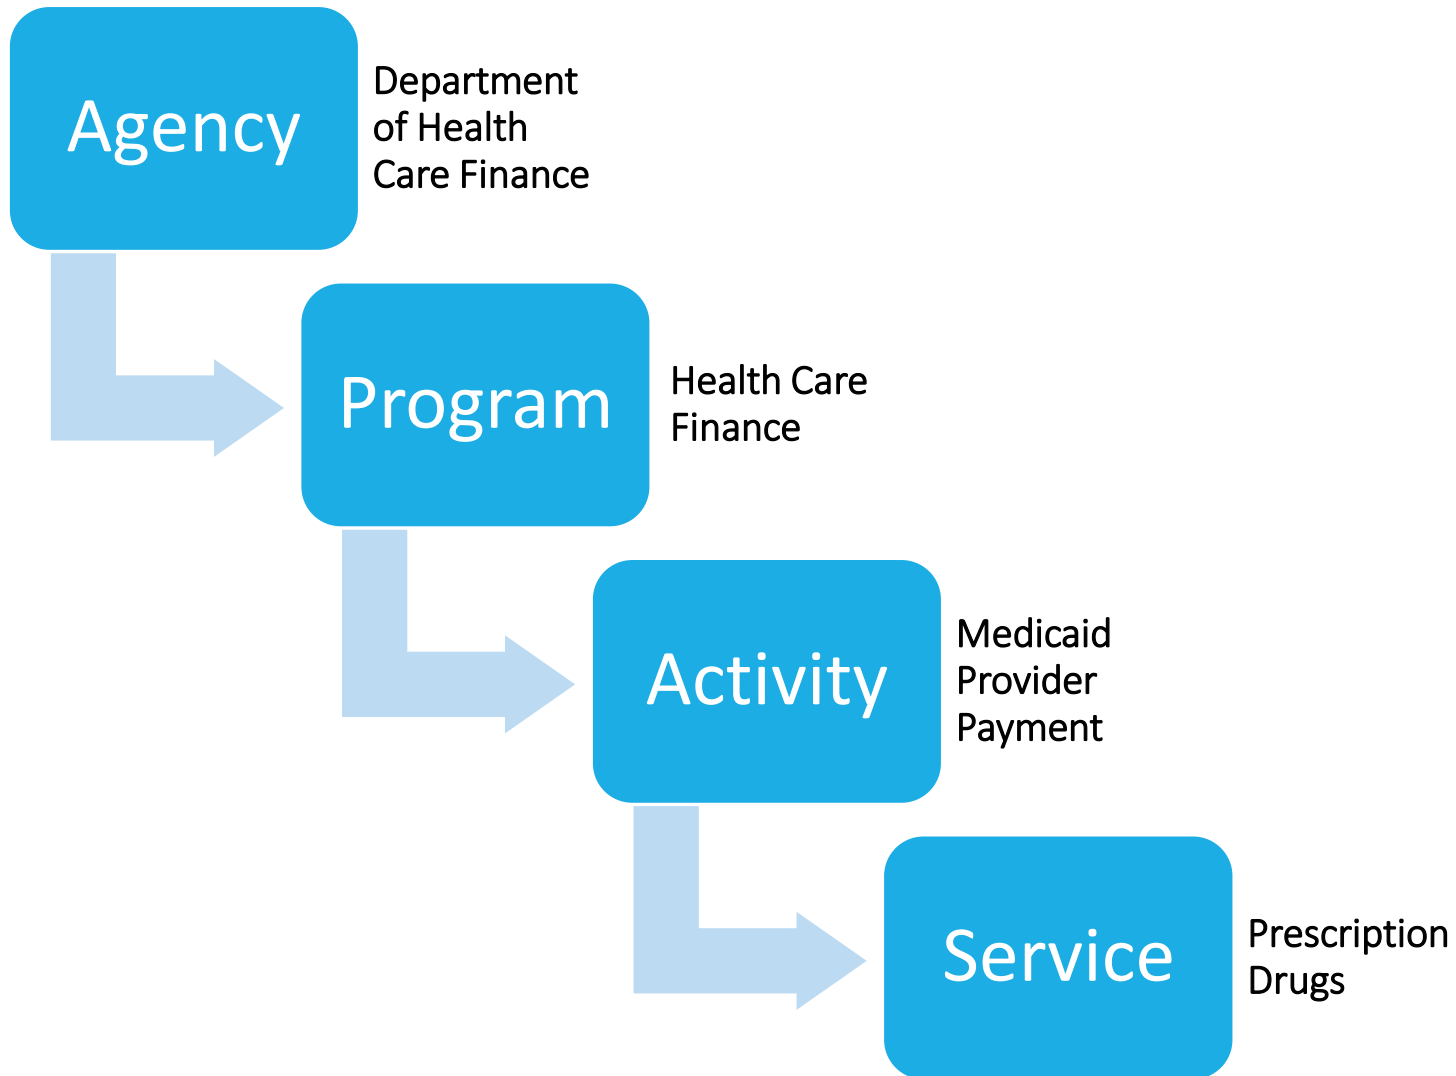 Agency
Department
of Health
Care Finance
Program
Health Care
Finance
Activity
Medicaid
Provider
Payment
Service
Prescription
Drugs